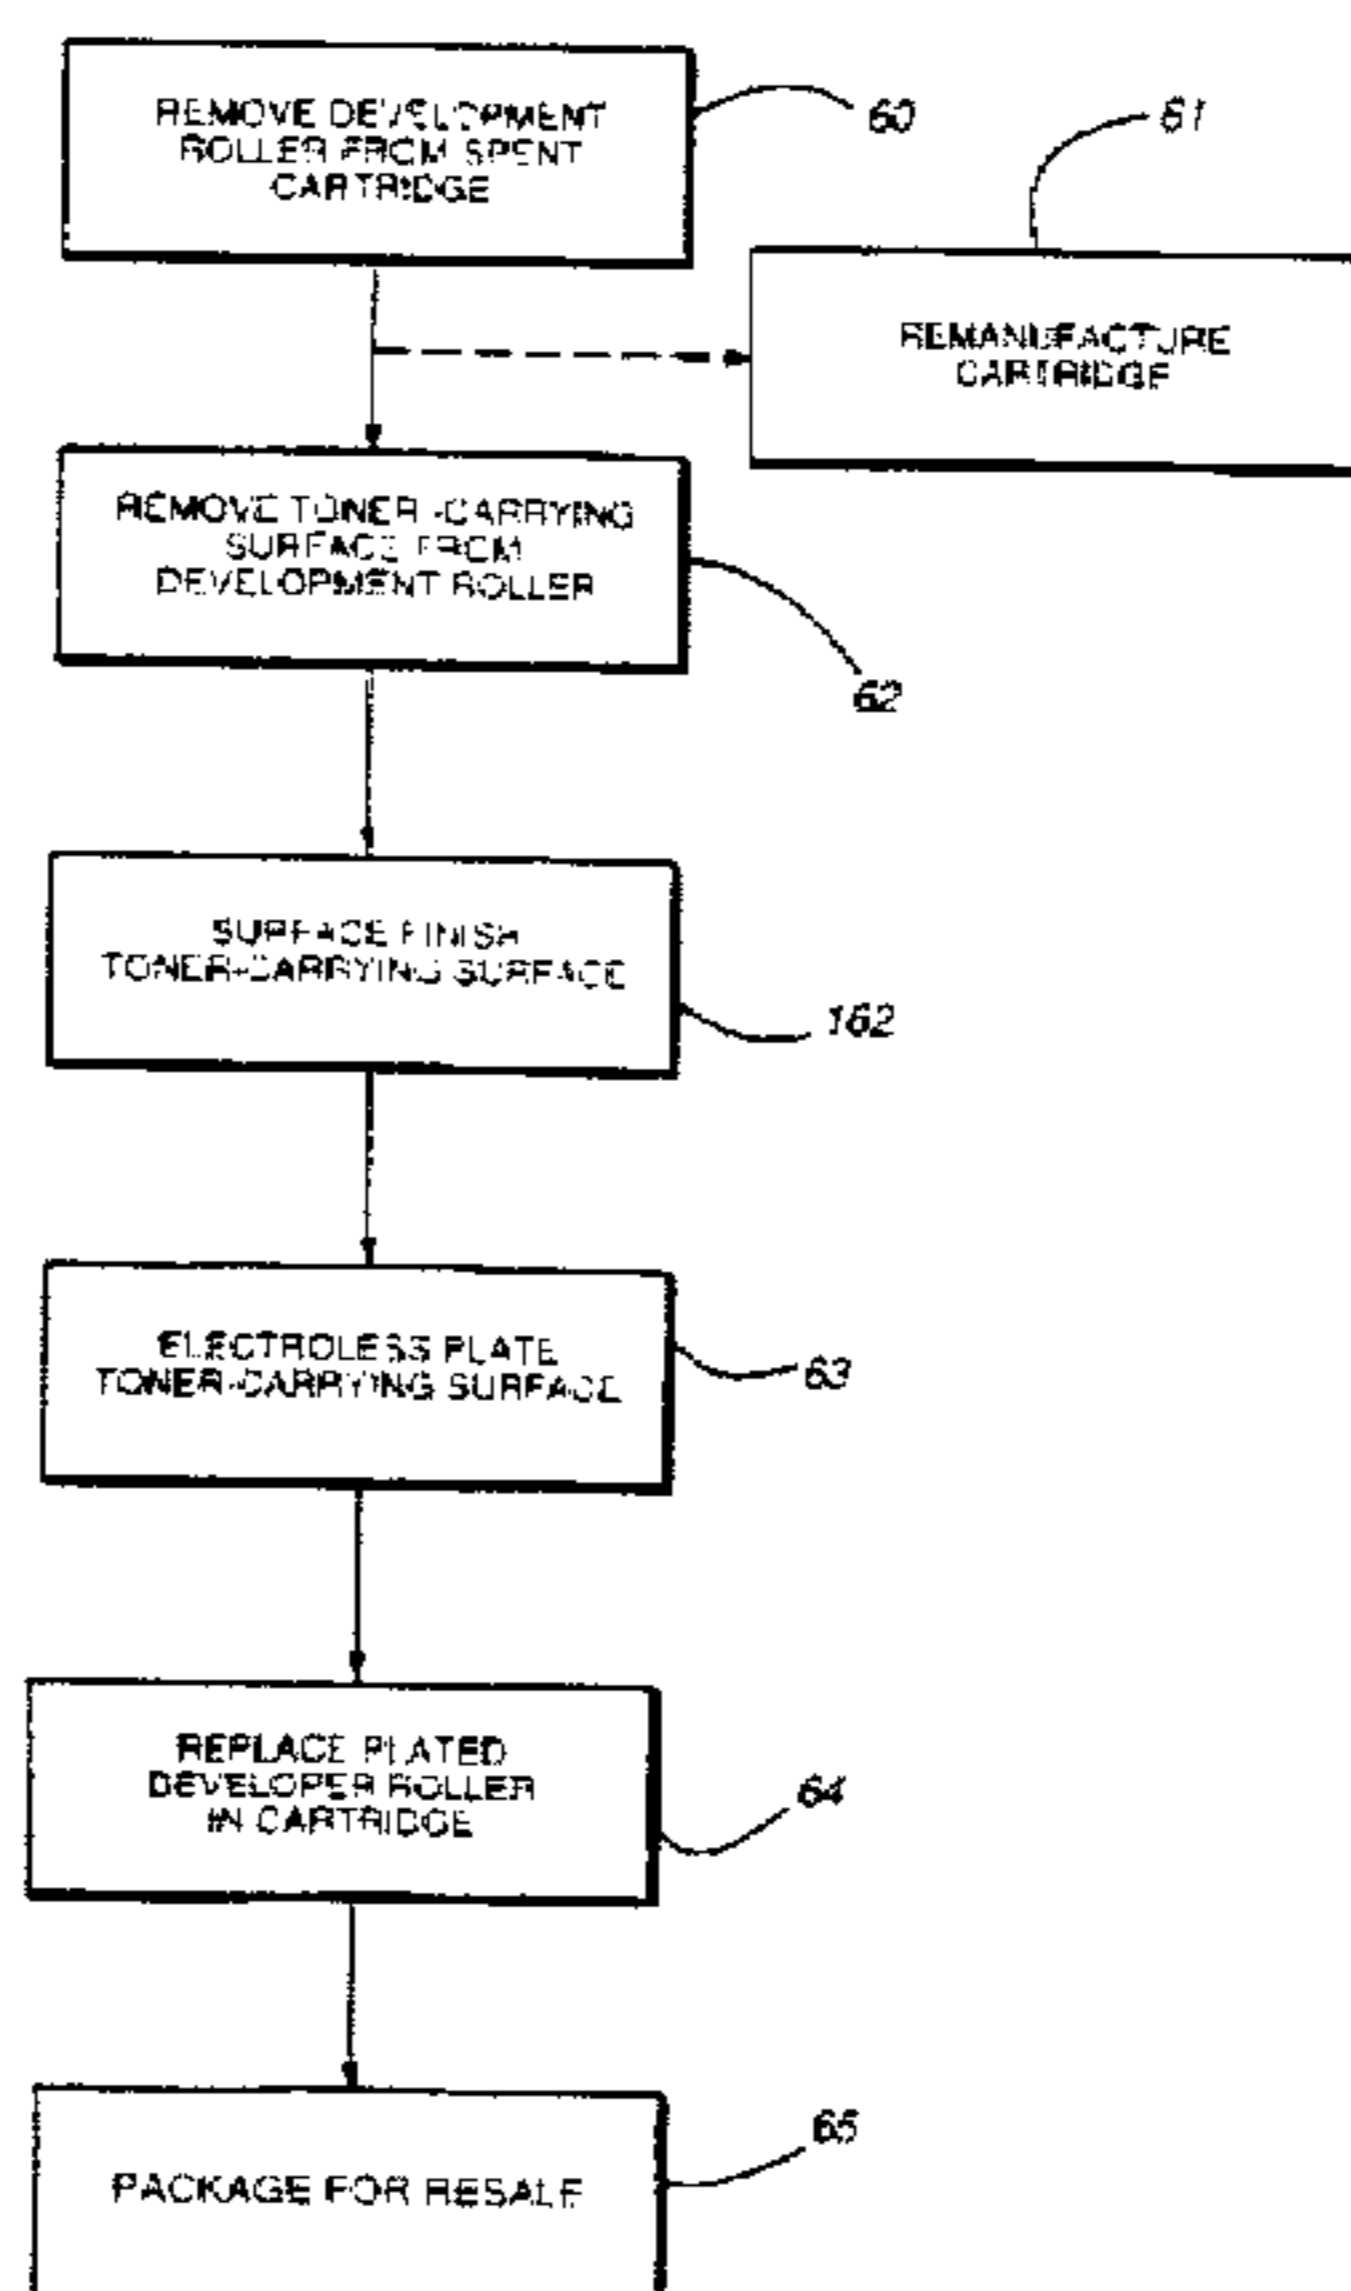 REMOVE DEVELOPMENT
ROLLER FROM SPENT
CARTRIDGE
60
61
REMANUFACTURE
CARTRIDGE
REMOVE TONER-CARRYING
SURFACE FROM
DEVELOPMENT ROLLER
62
SURFACE FINISH
TONER-CARRYING SURFACE
162
ELECTROLESS PLATE
TONER-CARRYING SURFACE
63
REPLACE PLATED
DEVELOPER ROLLER
IN CARTRIDGE
64
PACKAGE FOR RESALE
65